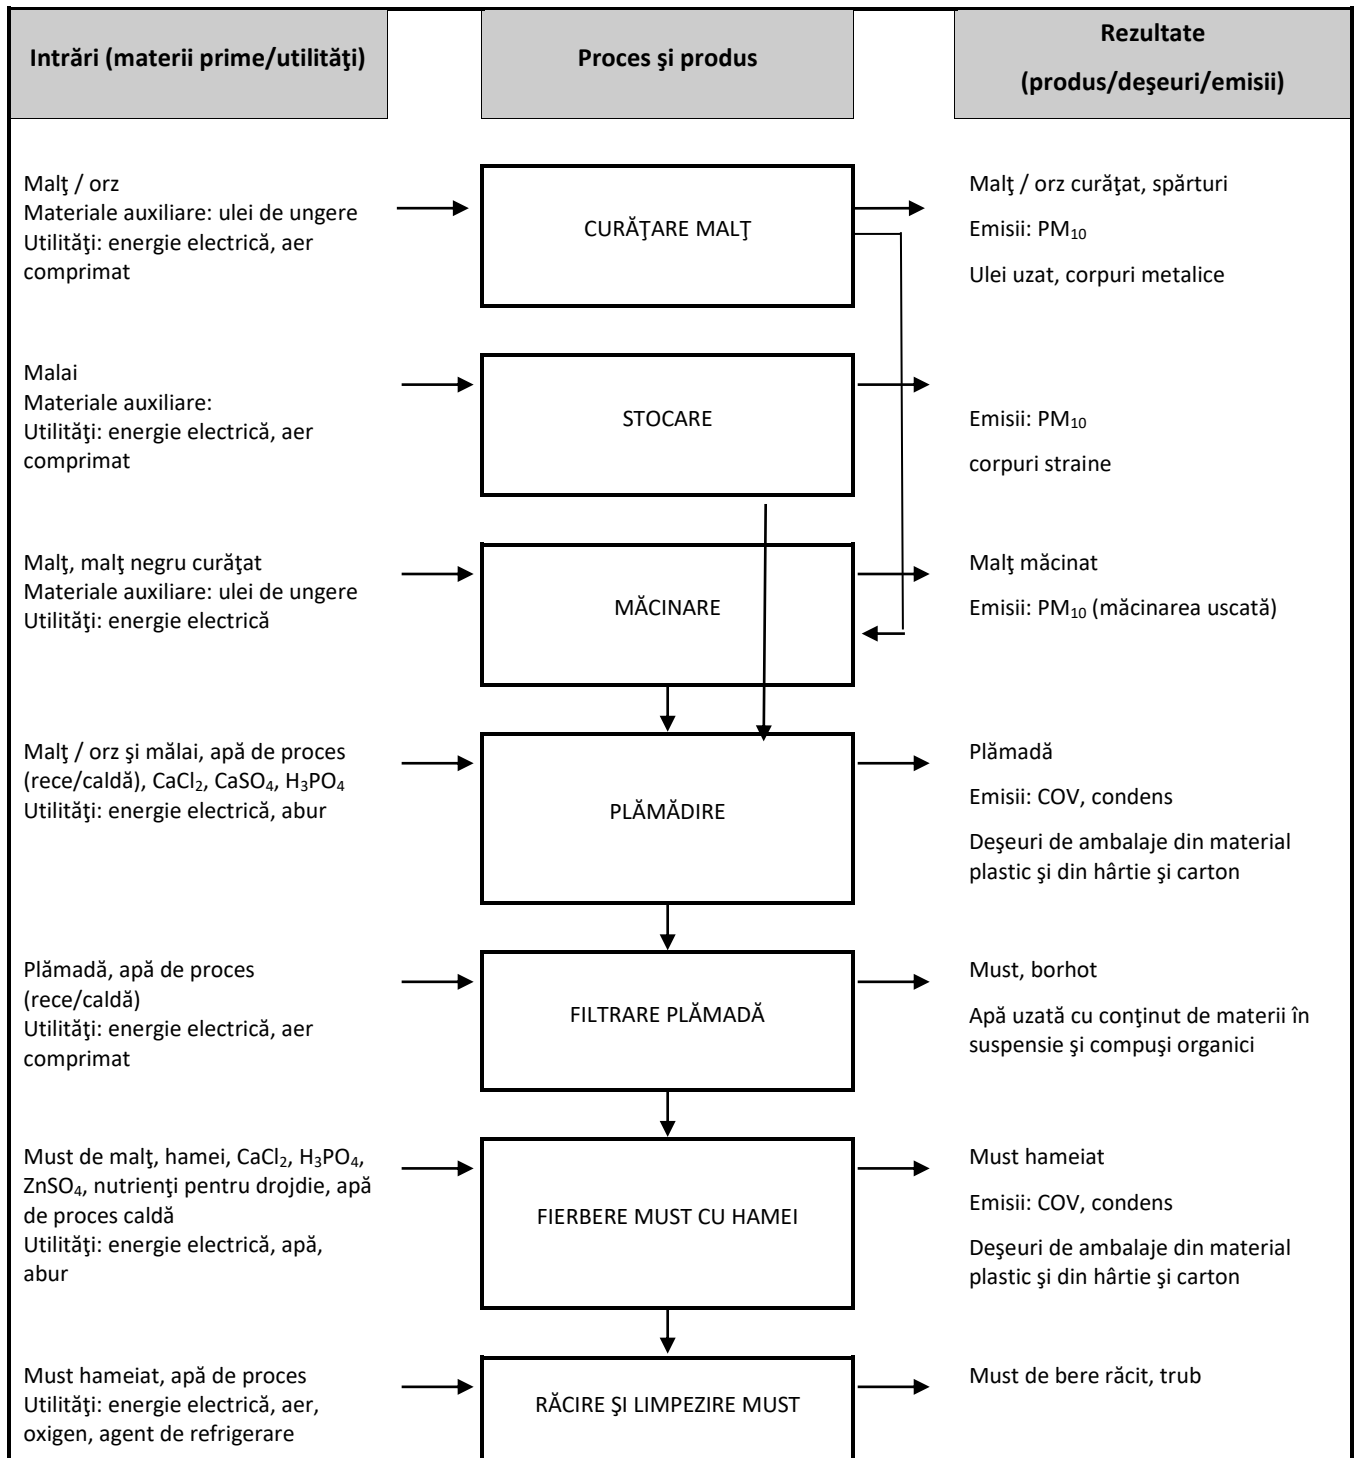 Intrări (materii prime/utilităţi)
Proces şi produs
Rezultate
(produs/deşeuri/emisii)
Malţ / orz
Materiale auxiliare: ulei de ungere
Utilităţi: energie electrică, aer
comprimat
CURĂŢARE MALŢ
Malţ / orz curăţat, spărturi
Emisii: PM₁₀
Ulei uzat, corpuri metalice
Malai
Materiale auxiliare:
Utilităţi: energie electrică, aer
comprimat
STOCARE
Emisii: PM₁₀
corpuri straine
Malţ, malţ negru curăţat
Materiale auxiliare: ulei de ungere
Utilităţi: energie electrică
MĂCINARE
Malţ măcinat
Emisii: PM₁₀ (măcinarea uscată)
Malţ / orz și mălai, apă de proces
(rece/caldă), CaCl₂, CaSO₄, H₃PO₄
Utilităţi: energie electrică, abur
PLĂMĂDIRE
Plămadă
Emisii: COV, condens
Deşeuri de ambalaje din material
plastic şi din hârtie şi carton
Plămadă, apă de proces
(rece/caldă)
Utilităţi: energie electrică, aer
comprimat
FILTRARE PLĂMADĂ
Must, borhot
Apă uzată cu conţinut de materii în
suspensie şi compuşi organici
Must de malţ, hamei, CaCl₂, H₃PO₄,
ZnSO₄, nutrienţi pentru drojdie, apă
de proces caldă
Utilităţi: energie electrică, apă,
abur
FIERBERE MUST CU HAMEI
Must hameiat
Emisii: COV, condens
Deşeuri de ambalaje din material
plastic şi din hârtie şi carton
Must hameiat, apă de proces
Utilităţi: energie electrică, aer,
oxigen, agent de refrigerare
RĂCIRE ŞI LIMPEZIRE MUST
Must de bere răcit, trub